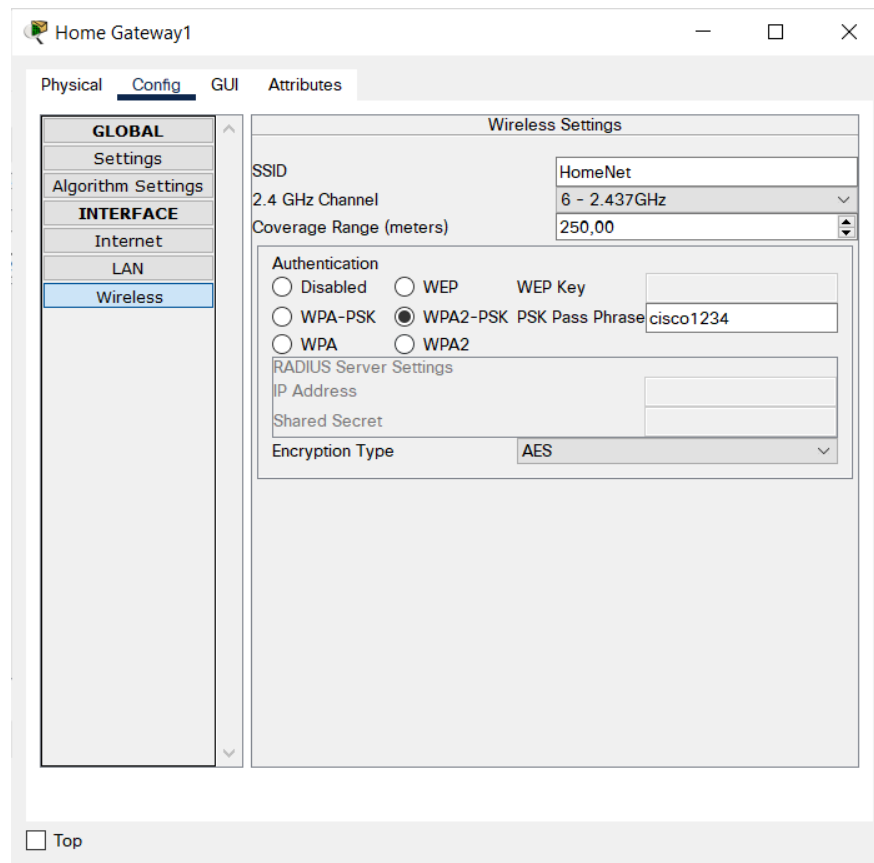 Home Gateway1
Physical Config GUI Attributes
GLOBAL
Settings
Algorithm Settings
INTERFACE
Internet
LAN
Wireless
Wireless Settings
SSID HomeNet
2.4 GHz Channel 6 - 2.437GHz
Coverage Range (meters) 250,00
Authentication
Disabled WEP WEP Key
WPA-PSK WPA2-PSK PSK Pass Phrase cisco1234
WPA WPA2
RADIUS Server Settings
IP Address
Shared Secret
Encryption Type AES
Top